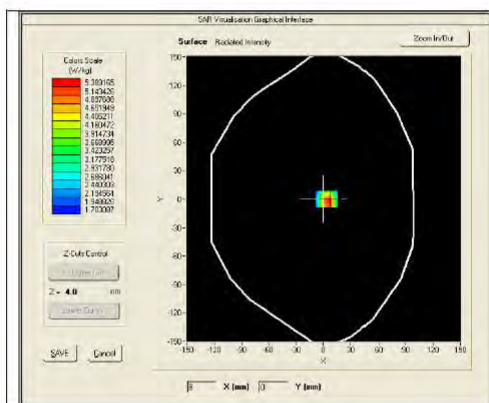 SAR Visualisation Graphical Interface
Surface Radiated Intensity
Zoom In/Out
Colors Scale
(W/kg)
5.389165
5.143426
4.897688
4.651949
4.406211
4.160472
3.914734
3.668995
3.423257
3.177518
2.931780
2.686041
2.440303
2.194564
1.948826
1.703087
150
120
90
60
30
0
-30
-60
-90
-120
-150
Y
-150 -120 -90 -60 -30 0 30 60 90 120 150
X
Z-Cuts Control
Z = 4.0 mm
SAVE
Cancel
X (mm) 0 Y (mm)